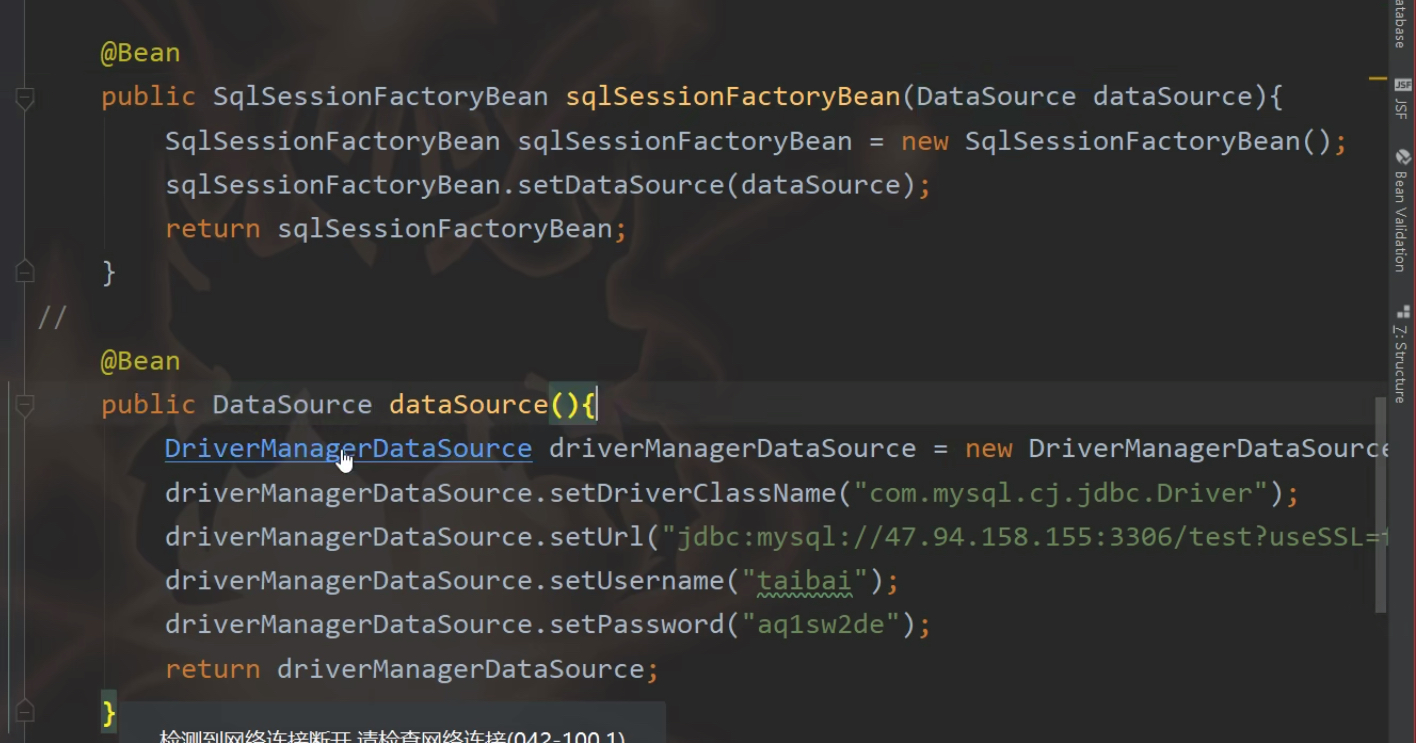 @Bean
public SqlSessionFactoryBean sqlSessionFactoryBean(DataSource dataSource){
SqlSessionFactoryBean sqlSessionFactoryBean = new SqlSessionFactoryBean();
sqlSessionFactoryBean.setDataSource(dataSource);
return sqlSessionFactoryBean;
}
//
@Bean
public DataSource dataSource(){
DriverManagerDataSource driverManagerDataSource = new DriverManagerDataSource
driverManagerDataSource.setDriverClassName("com.mysql.cj.jdbc.Driver");
driverManagerDataSource.setUrl("jdbc:mysql://47.94.158.155:3306/test?useSSL=
driverManagerDataSource.setUsername("taibai");
driverManagerDataSource.setPassword("aq1sw2de");
return driverManagerDataSource;
}
检测到网络连接断开,请检查网络连接(042-100.1)
atabase
JSF
JSF
Bean Validation
7: Structure